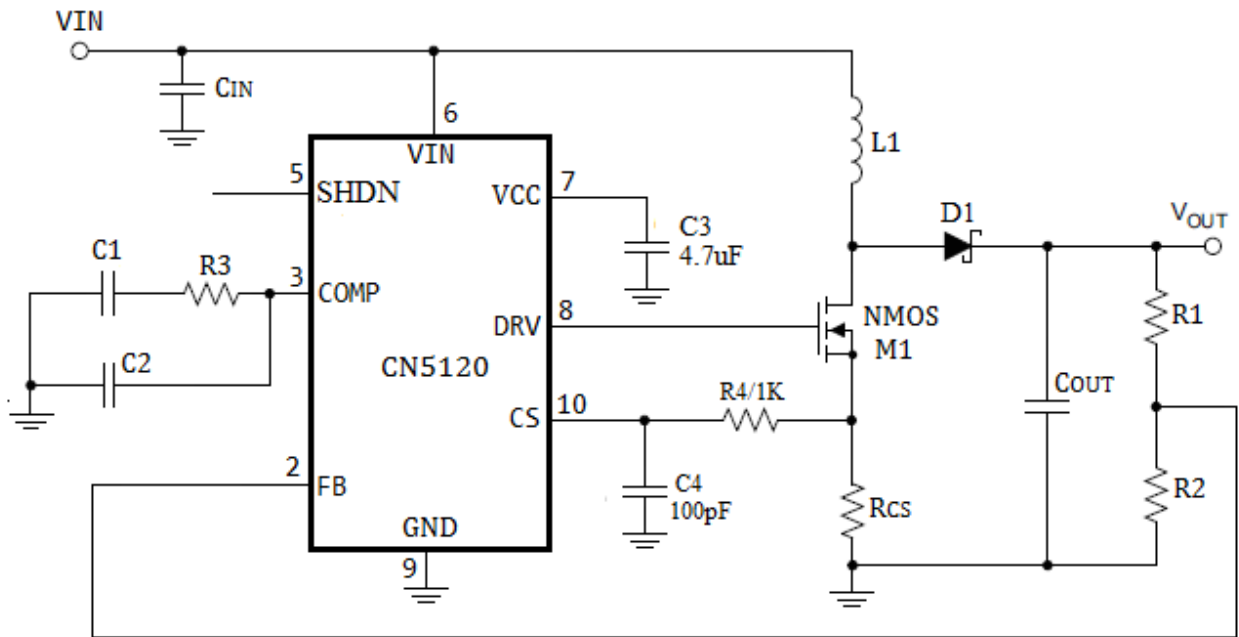 VIN
CIN
6
VIN
L1
5
SHDN
VCC
7
C3
4.7uF
D1
VOUT
C1
R3
3
COMP
DRV
8
NMOS
M1
R1
C2
CN5120
R4/1K
COUT
CS
10
2
FB
C4
100pF
RCS
R2
GND
9